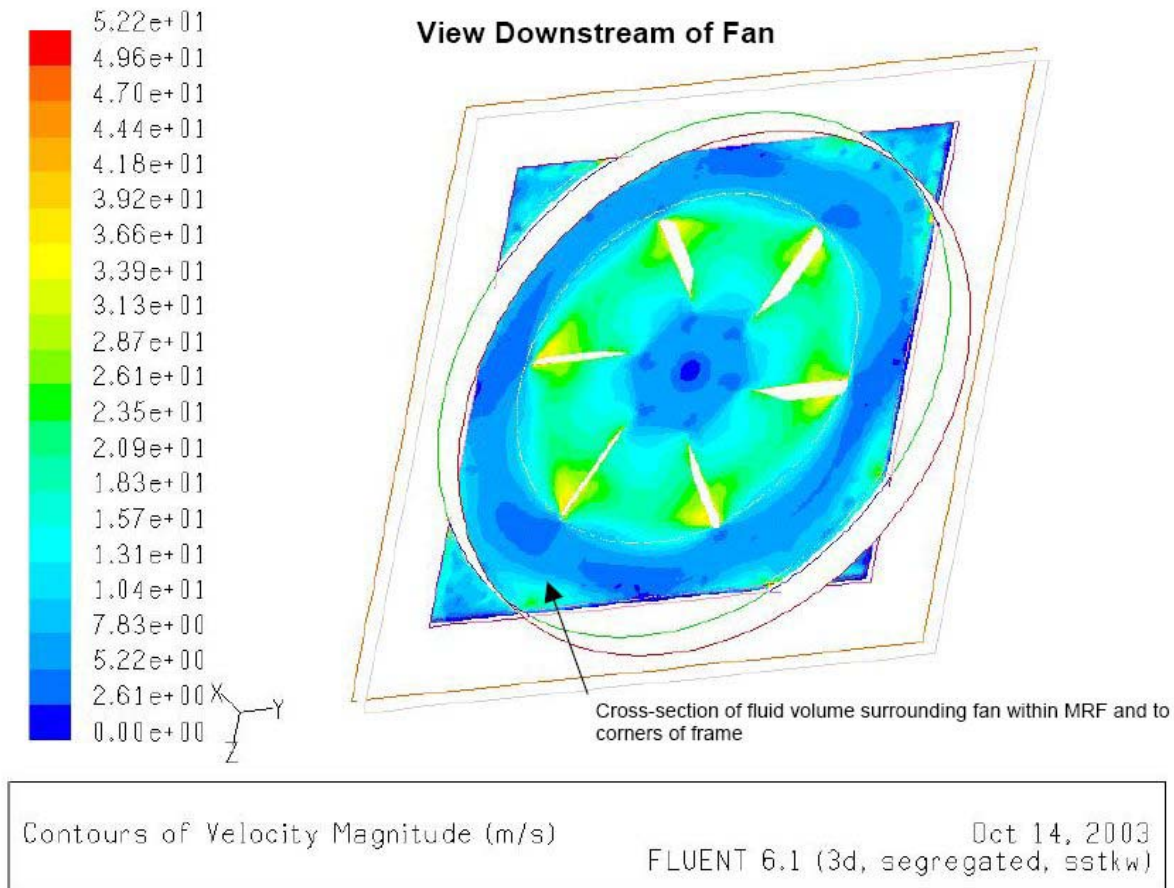 View Downstream of Fan
5.22e+01
4.96e+01
4.70e+01
4.44e+01
4.18e+01
3.92e+01
3.66e+01
3.39e+01
3.13e+01
2.87e+01
2.61e+01
2.35e+01
2.09e+01
1.83e+01
1.57e+01
1.31e+01
1.04e+01
7.83e+00
5.22e+00
2.61e+00
0.00e+00
X
Y
Z
Cross-section of fluid volume surrounding fan within MRF and to
corners of frame
Contours of Velocity Magnitude (m/s)
Oct 14, 2003
FLUENT 6.1 (3d, segregated, sstkw)